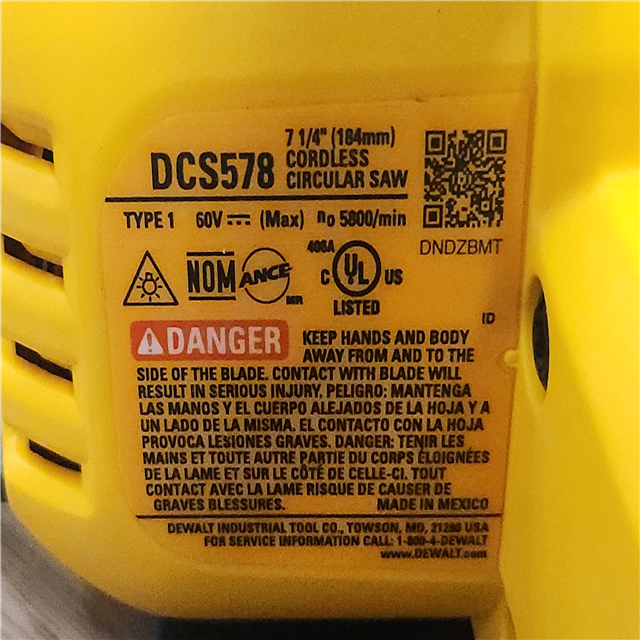 7 1/4" (184mm)
DCS578 CORDLESS
CIRCULAR SAW
TYPE 1 60V⎓ (Max) no 5800/min
DNDZBMT
NOM ANCE MR
466A
C UL US
LISTED
ID
⚠DANGER KEEP HANDS AND BODY
AWAY FROM AND TO THE
SIDE OF THE BLADE. CONTACT WITH BLADE WILL
RESULT IN SERIOUS INJURY. PELIGRO: MANTENGA
LAS MANOS Y EL CUERPO ALEJADOS DE LA HOJA Y A
UN LADO DE LA MISMA. EL CONTACTO CON LA HOJA
PROVOCA LESIONES GRAVES. DANGER: TENIR LES
MAINS ET TOUTE AUTRE PARTIE DU CORPS ÉLOIGNÉES
DE LA LAME ET SUR LE CÔTÉ DE CELLE-CI. TOUT
CONTACT AVEC LA LAME RISQUE DE CAUSER DE
GRAVES BLESSURES. MADE IN MEXICO
DEWALT INDUSTRIAL TOOL CO., TOWSON, MD, 21286 USA
FOR SERVICE INFORMATION CALL: 1-800-4-DEWALT
www.DEWALT.com